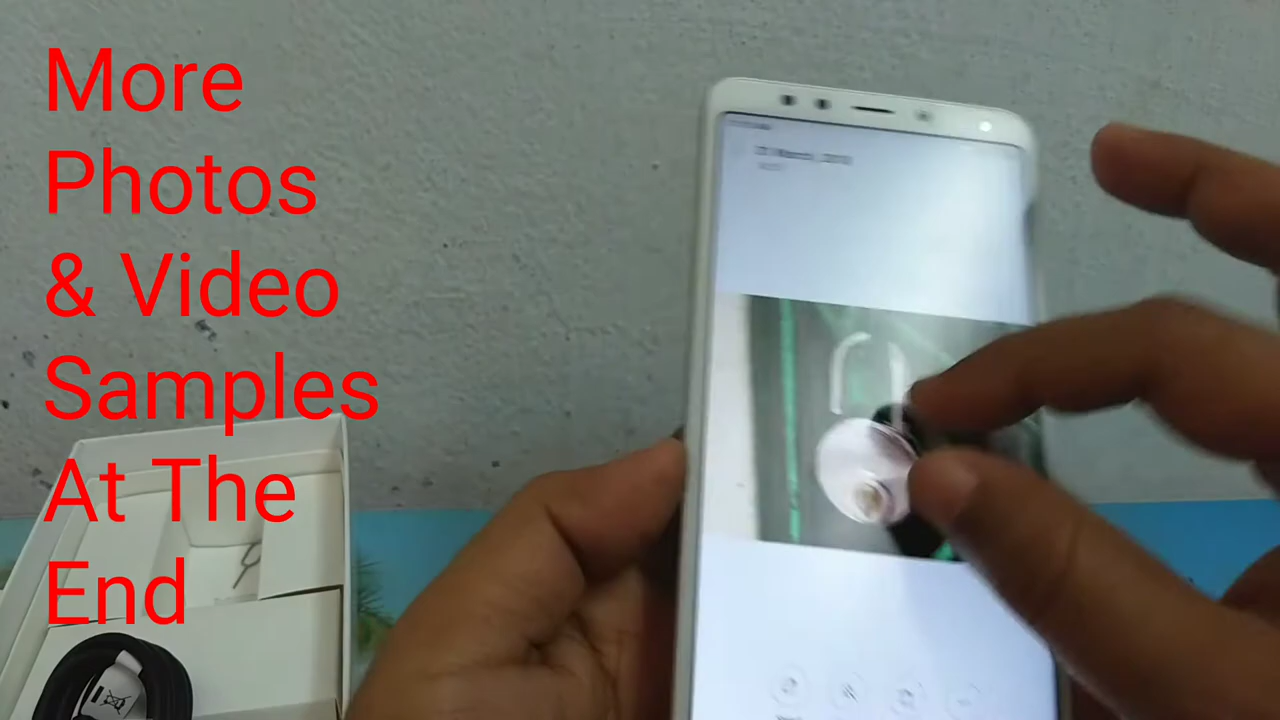 More
Photos
& Video
Samples
At The
End